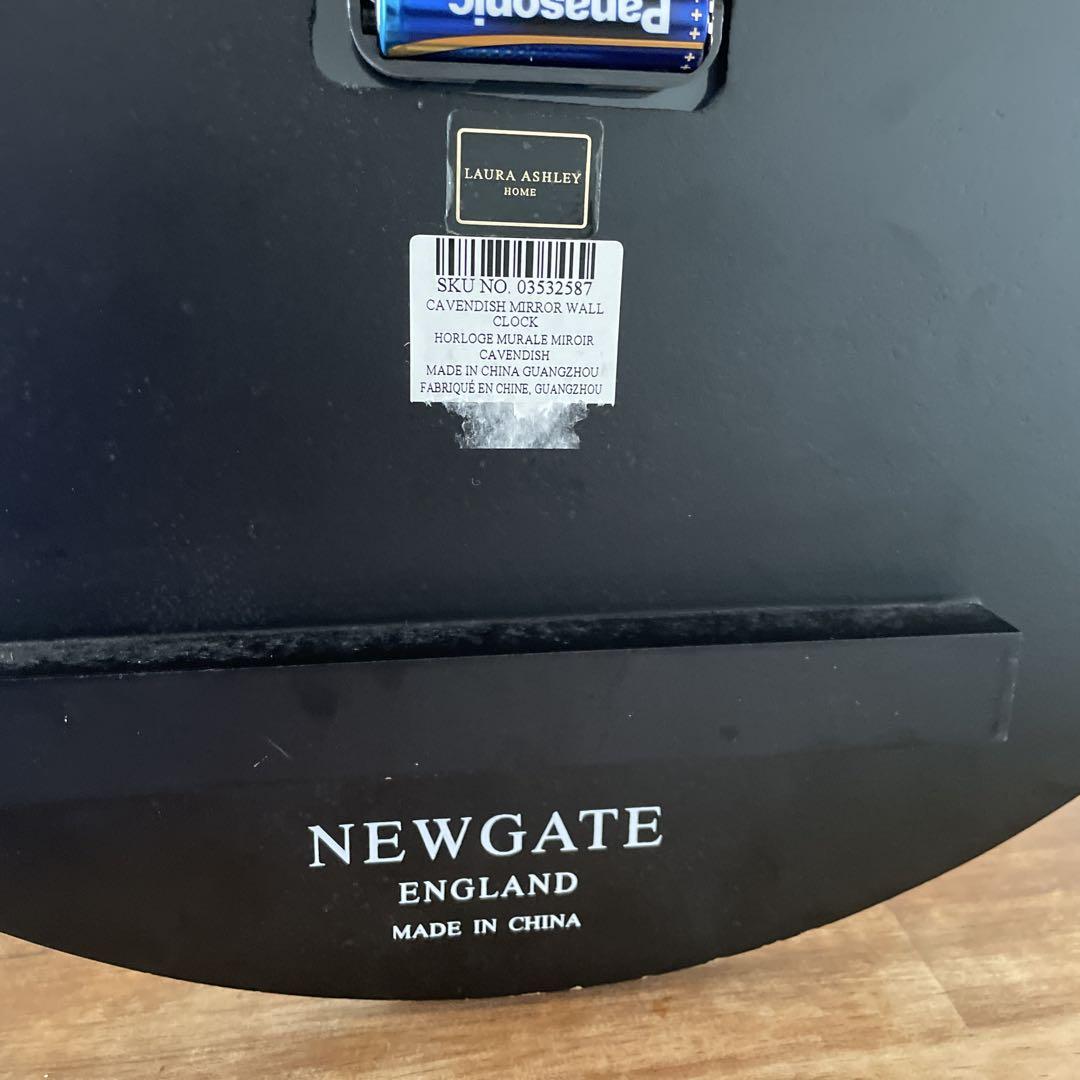 Panasonic
LAURA ASHLEY
HOME
SKU NO. 03532587
CAVENDISH MIRROR WALL
CLOCK
HORLOGE MURALE MIROIR
CAVENDISH
MADE IN CHINA GUANGZHOU
FABRIQUÉ EN CHINE, GUANGZHOU
NEWGATE
ENGLAND
MADE IN CHINA